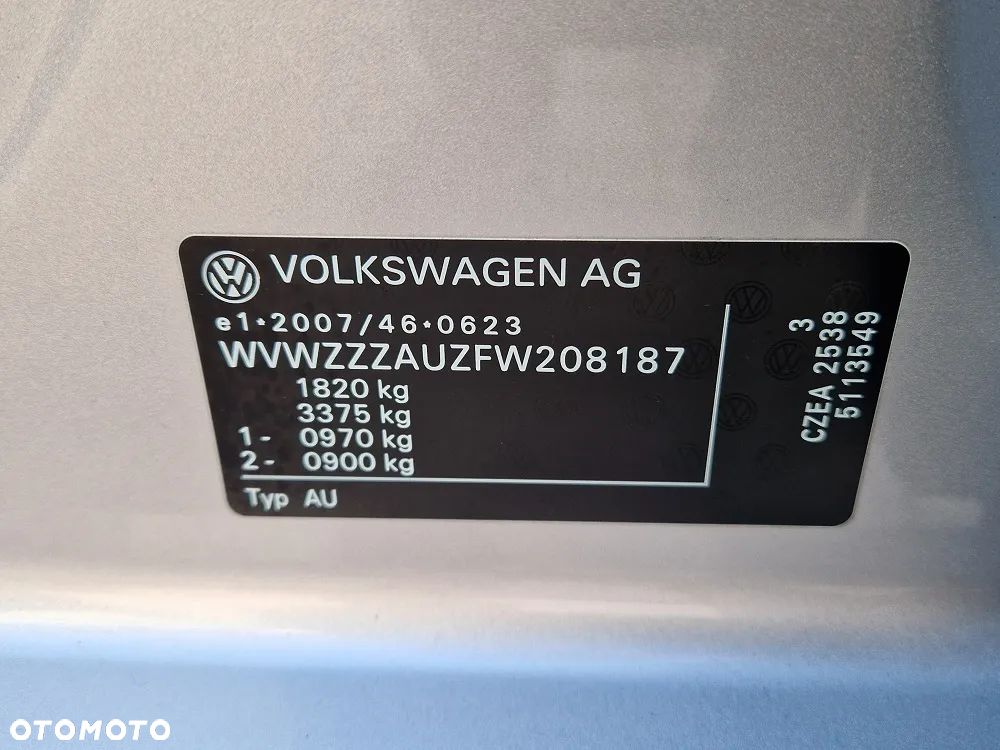 VOLKSWAGEN AG
e1*2007/46*0623
WVWZZZAUZFW208187
1820 kg
3375 kg
1- 0970 kg
2- 0900 kg
Typ AU
3
CZEA 2538
5113549
OTOMOTO